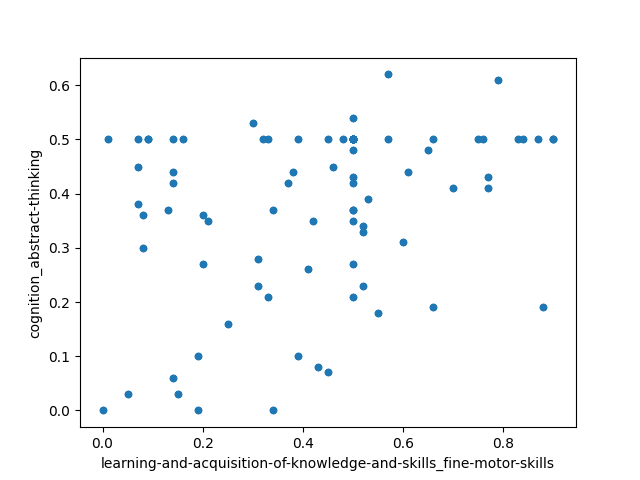 0.6
0.5
0.4
0.3
0.2
0.1
0.0
cognition_abstract-thinking
0.0 0.2 0.4 0.6 0.8
learning-and-acquisition-of-knowledge-and-skills_fine-motor-skills